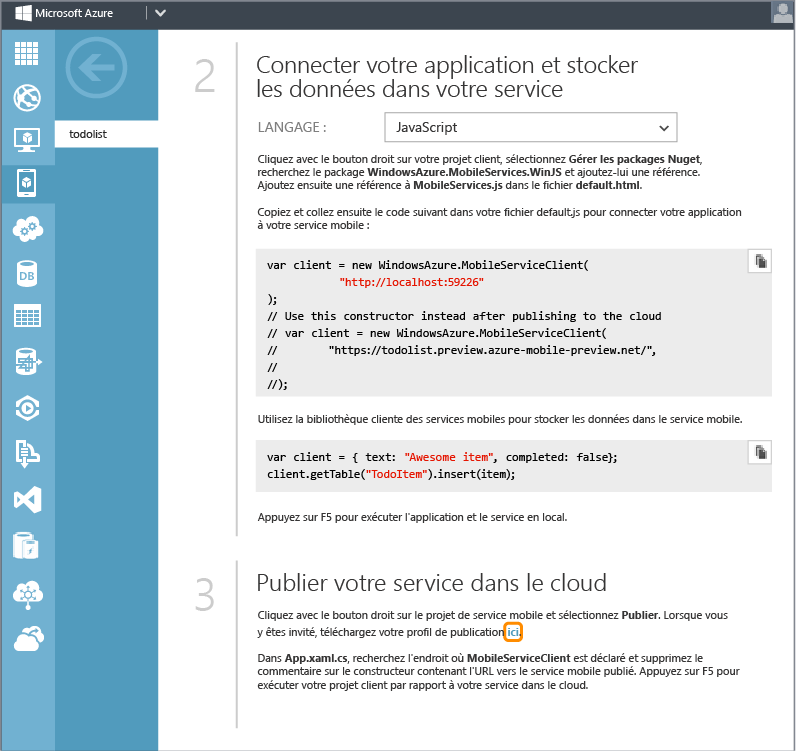 Microsoft Azure
todolist
DB
2
Connecter votre application et stocker
les données dans votre service
LANGAGE :
JavaScript
Cliquez avec le bouton droit sur votre projet client, sélectionnez Gérer les packages Nuget,
recherchez le package WindowsAzure.MobileServices.WinJS et ajoutez-lui une référence.
Ajoutez ensuite une référence à MobileServices.js dans le fichier default.html.
Copiez et collez ensuite le code suivant dans votre fichier default.js pour connecter votre application
à votre service mobile :
var client = new WindowsAzure.MobileServiceClient(
"http://localhost:59226"
);
// Use this constructor instead after publishing to the cloud
// var client = new WindowsAzure.MobileServiceClient(
// "https://todolist.preview.azure-mobile-preview.net/",
//
//);
Utilisez la bibliothèque cliente des services mobiles pour stocker les données dans le service mobile.
var client = { text: "Awesome item", completed: false};
client.getTable("TodoItem").insert(item);
Appuyez sur F5 pour exécuter l'application et le service en local.
3
Publier votre service dans le cloud
Cliquez avec le bouton droit sur le projet de service mobile et sélectionnez Publier. Lorsque vous
y êtes invité, téléchargez votre profil de publication ici.
Dans App.xaml.cs, recherchez l'endroit où MobileServiceClient est déclaré et supprimez le
commentaire sur le constructeur contenant l'URL vers le service mobile publié. Appuyez sur F5 pour
exécuter votre projet client par rapport à votre service dans le cloud.